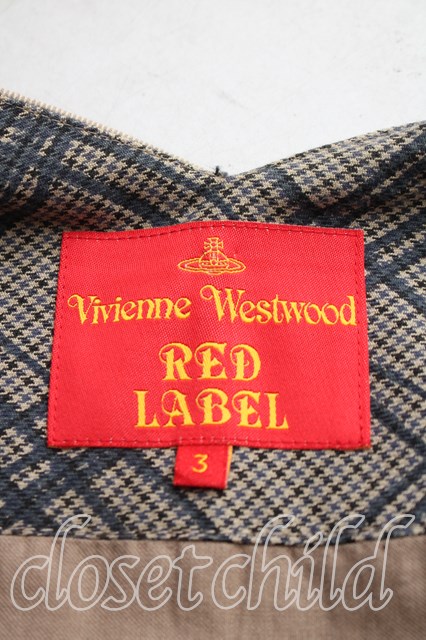 Vivienne Westwood
RED
LABEL
3
closetchild